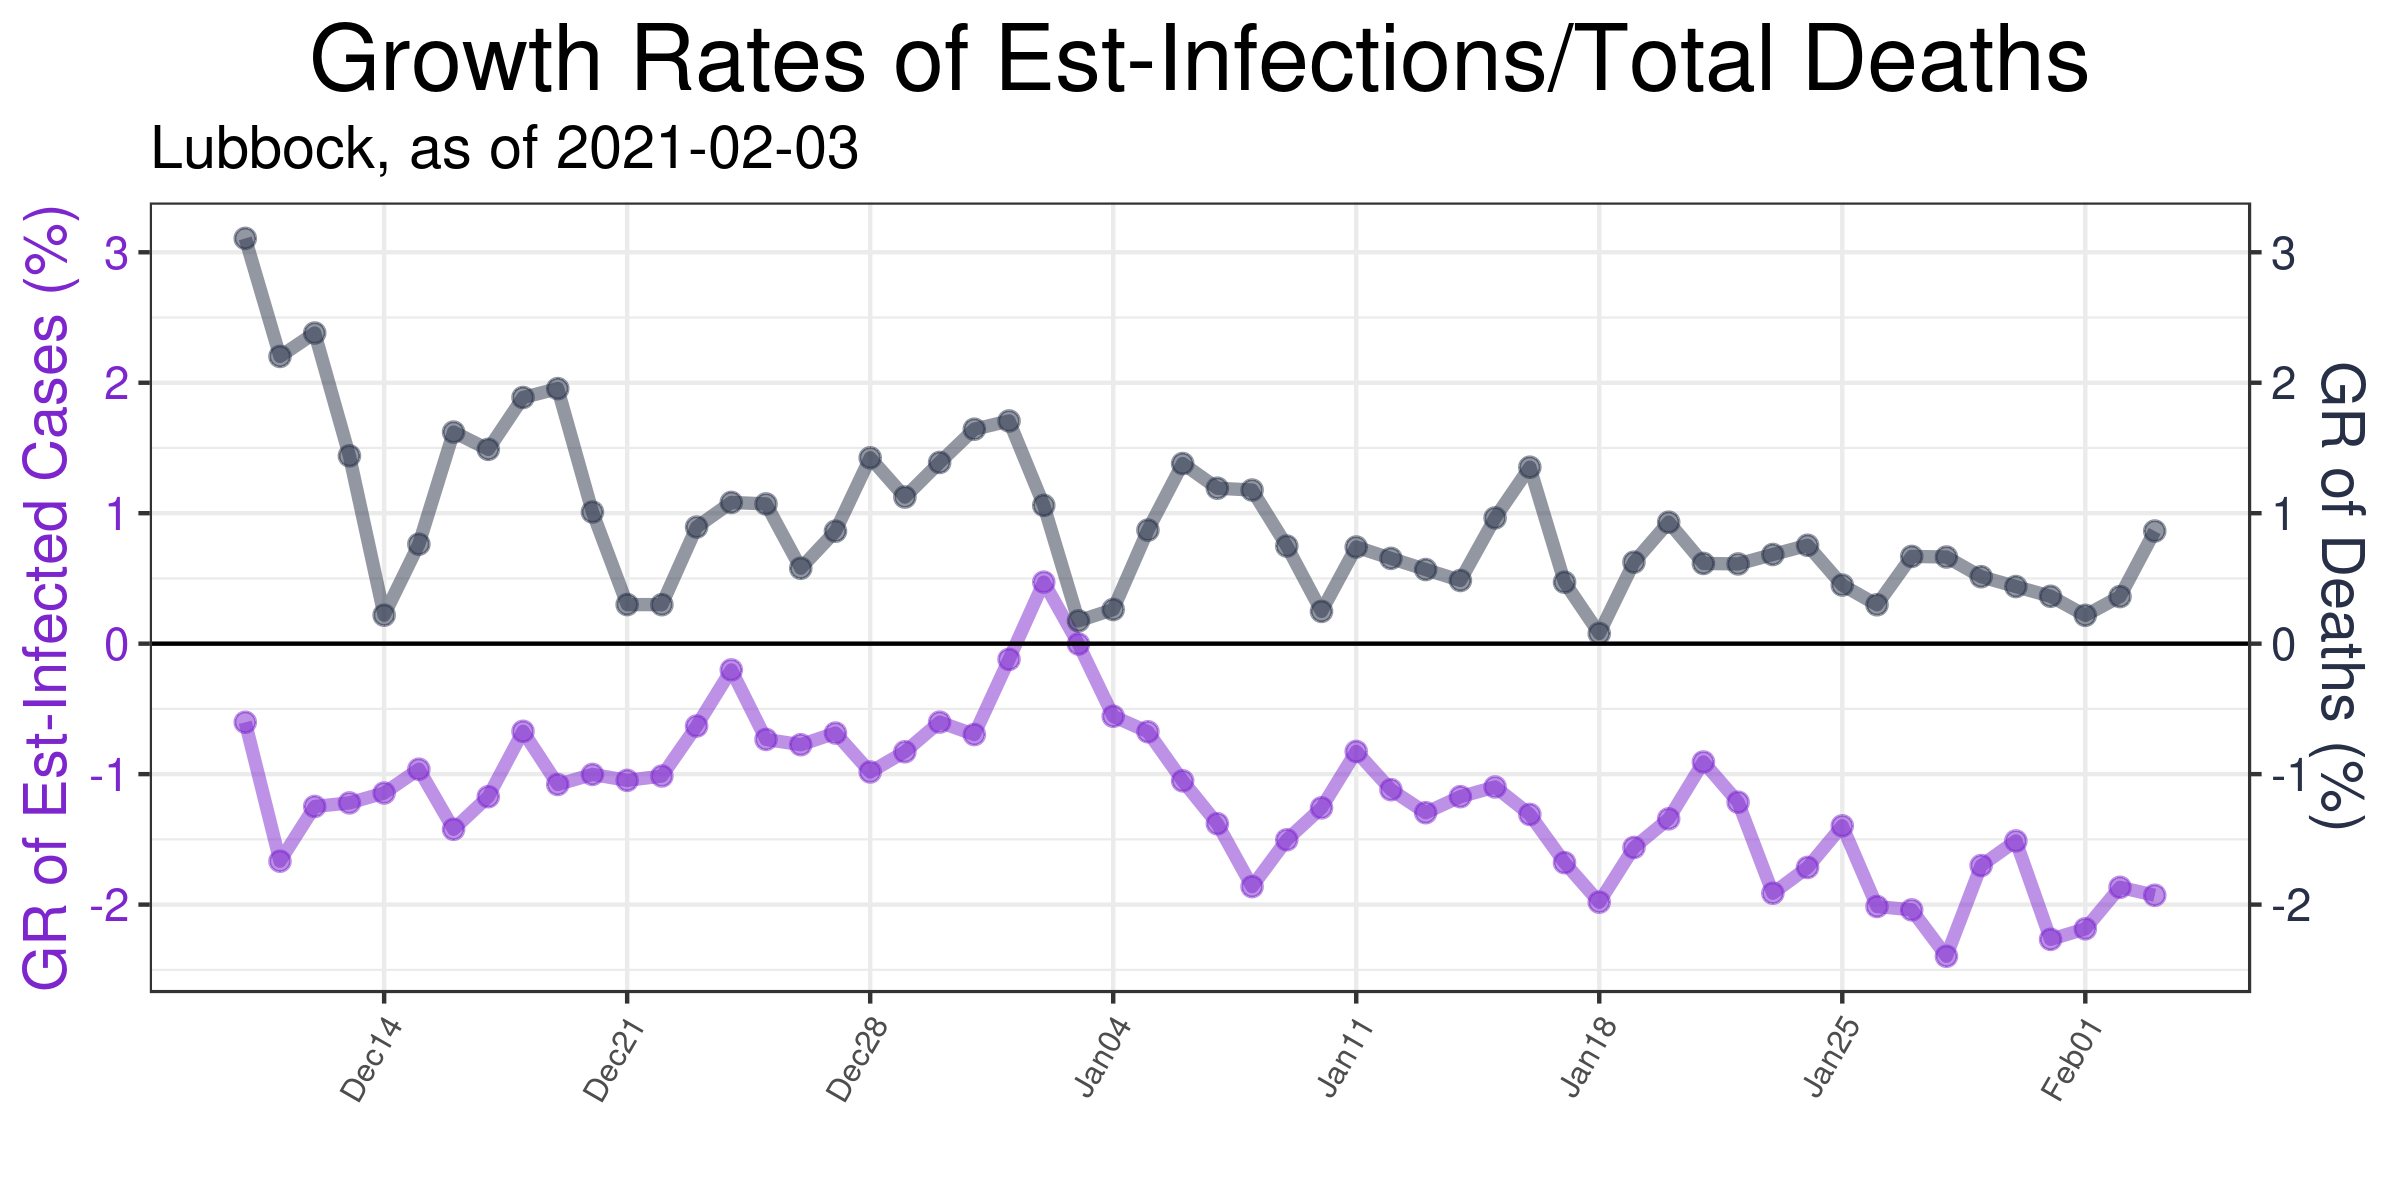 Growth Rates of Est-Infections/Total Deaths
Lubbock, as of 2021-02-03
GR of Est-Infected Cases (%)
3
2
1
0
-1
-2
3
2
1
0
-1
-2
GR of Deaths (%)
Dec14
Dec21
Dec28
Jan04
Jan11
Jan18
Jan25
Feb01